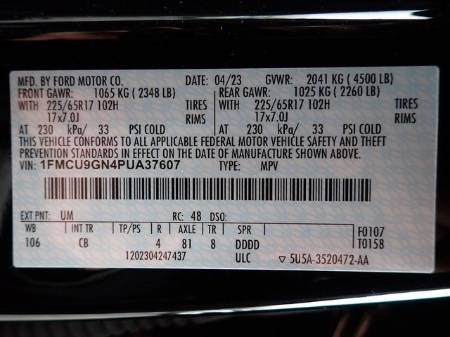 MFD. BY FORD MOTOR CO. 04/23 GVWR: 2041 KG ( 4500 LB)
FRONT GAWR: 1065 KG ( 2348 LB) REAR GAWR: 1025 KG ( 2260 LB)
WITH 225/65R17 102H TIRES WITH 225/65R17 102H TIRES
17x7.0J RIMS 17x7.0J RIMS
AT 230 kPa/ 33 PSI COLD AT 230 kPa/ 33 PSI COLD
THIS VEHICLE CONFORMS TO ALL APPLICABLE FEDERAL MOTOR VEHICLE SAFETY
AND THEFT PREVENTION STANDARDS IN EFFECT ON THE DATE OF MANUFACTURE SHOWN ABOVE.
VIN: 1FMCU9GN4PUA37607 TYPE: MPV
EXT PNT: UM RC: 48 DSO:
WB INT TR TP/PS R AXLE TR SPR F0107
106 CB 4 81 8 DDDD T0158
1202304247437 ULC ▽ 5U5A-3520472-AA